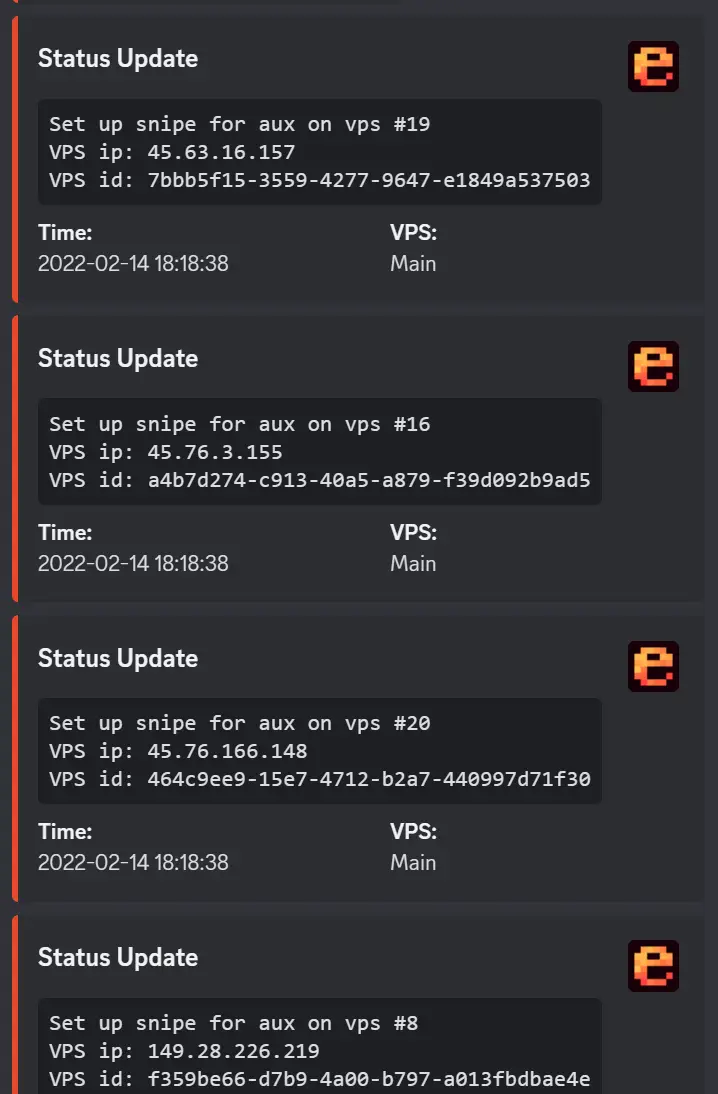 Status Update
Set up snipe for aux on vps #19
VPS ip: 45.63.16.157
VPS id: 7bbb5f15-3559-4277-9647-e1849a537503
Time: VPS:
2022-02-14 18:18:38 Main
Status Update
Set up snipe for aux on vps #16
VPS ip: 45.76.3.155
VPS id: a4b7d274-c913-40a5-a879-f39d092b9ad5
Time: VPS:
2022-02-14 18:18:38 Main
Status Update
Set up snipe for aux on vps #20
VPS ip: 45.76.166.148
VPS id: 464c9ee9-15e7-4712-b2a7-440997d71f30
Time: VPS:
2022-02-14 18:18:38 Main
Status Update
Set up snipe for aux on vps #8
VPS ip: 149.28.226.219
VPS id: f359be66-d7b9-4a00-b797-a013fbdbae4e